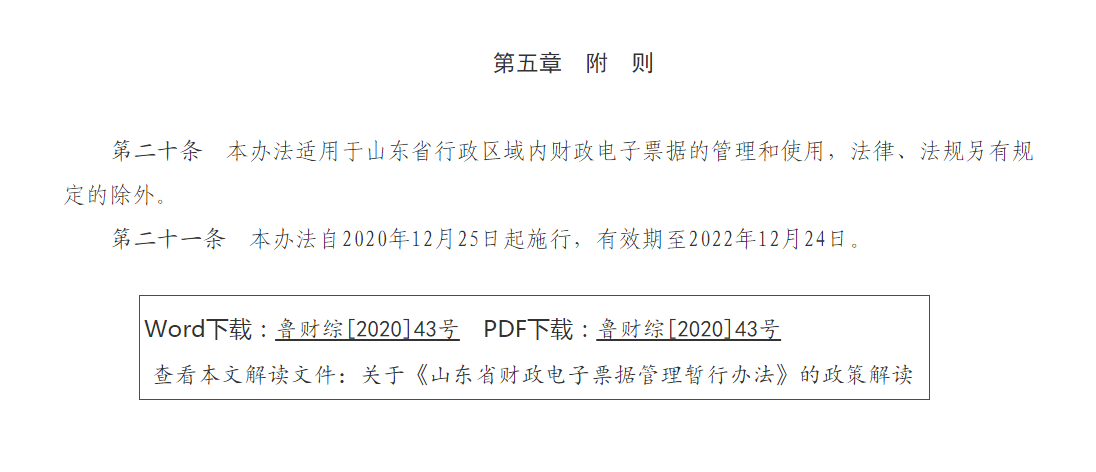 第五章　附　则
第二十条　本办法适用于山东省行政区域内财政电子票据的管理和使用，法律、法规另有规
定的除外。
第二十一条　本办法自2020年12月25日起施行，有效期至2022年12月24日。
Word下载：鲁财综[2020]43号　PDF下载：鲁财综[2020]43号
查看本文解读文件：关于《山东省财政电子票据管理暂行办法》的政策解读